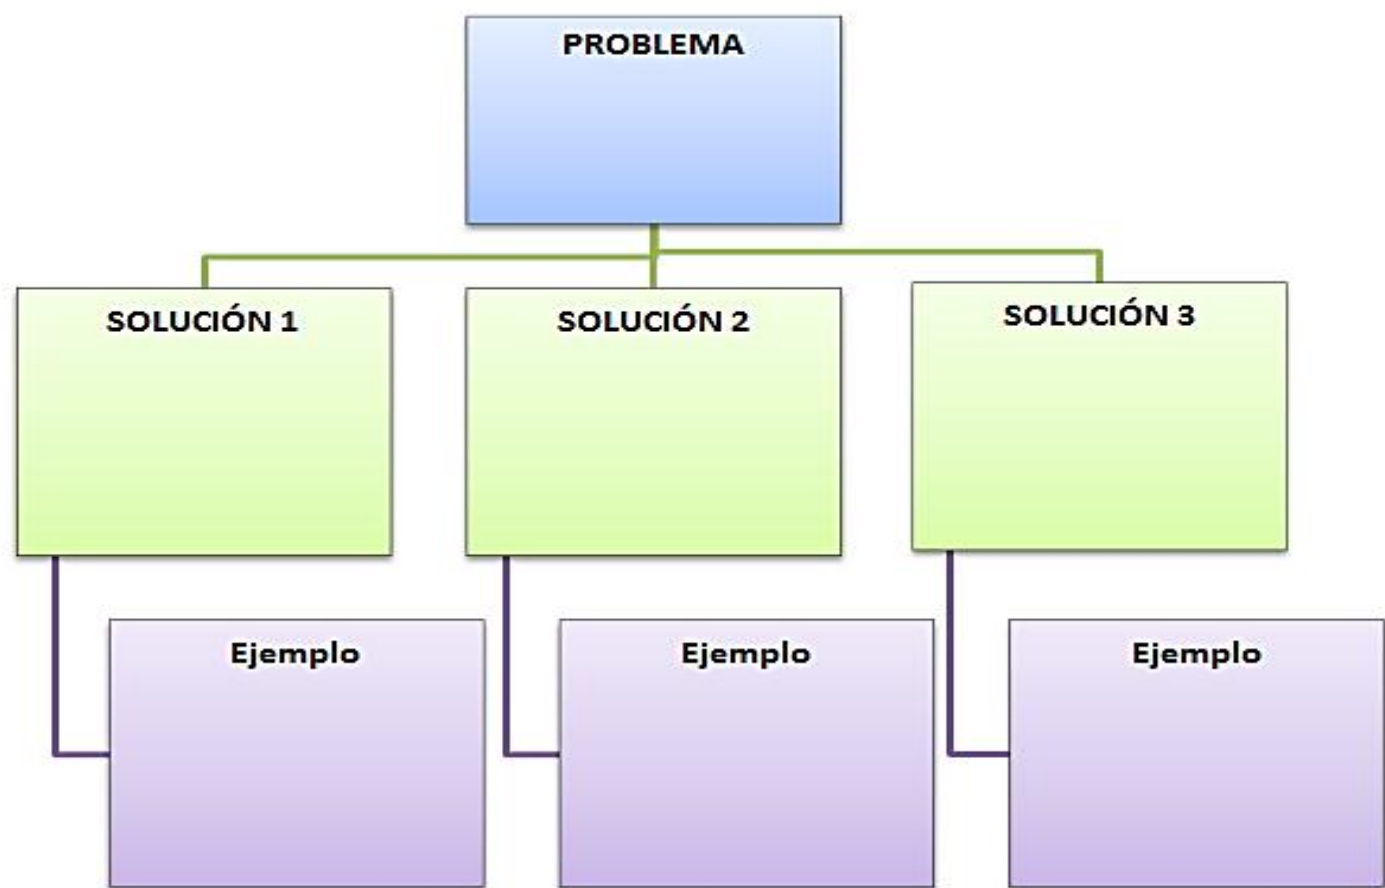 PROBLEMA
SOLUCIÓN 1
SOLUCIÓN 2
SOLUCIÓN 3
Ejemplo
Ejemplo
Ejemplo